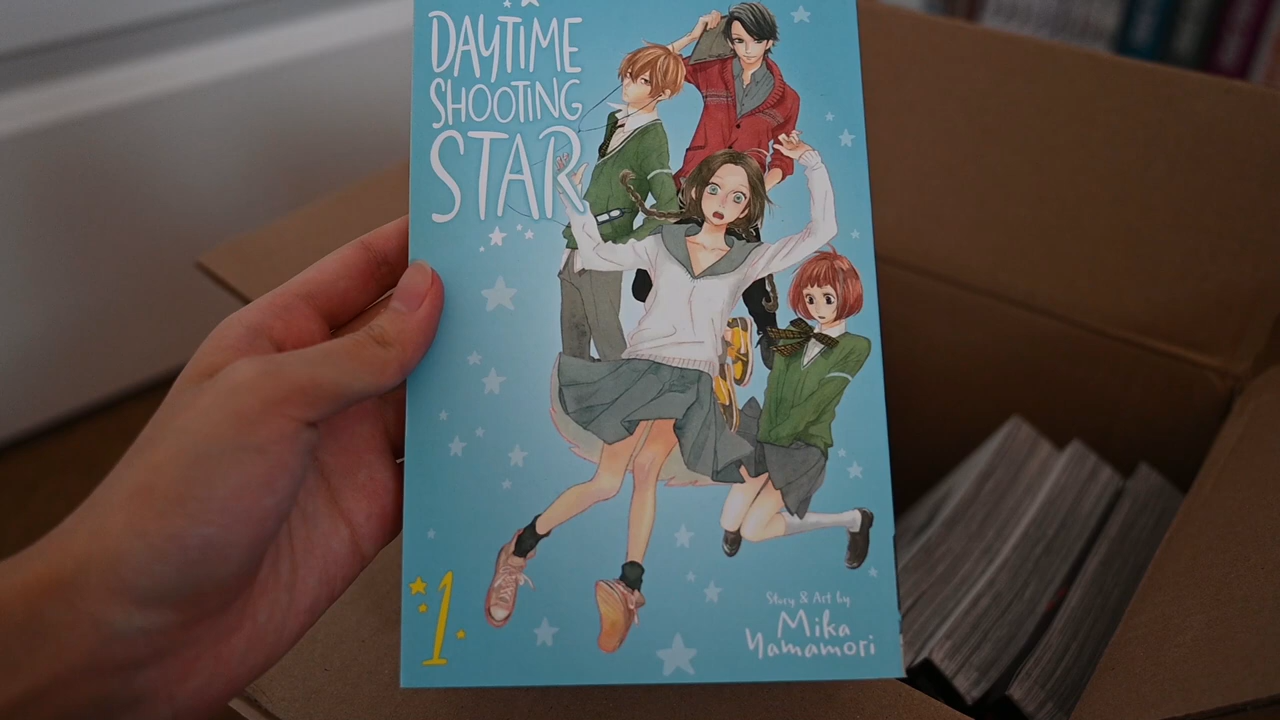 DAYTIME
SHOOTING
STAR
1
Story & Art by
Mika
Yamamori